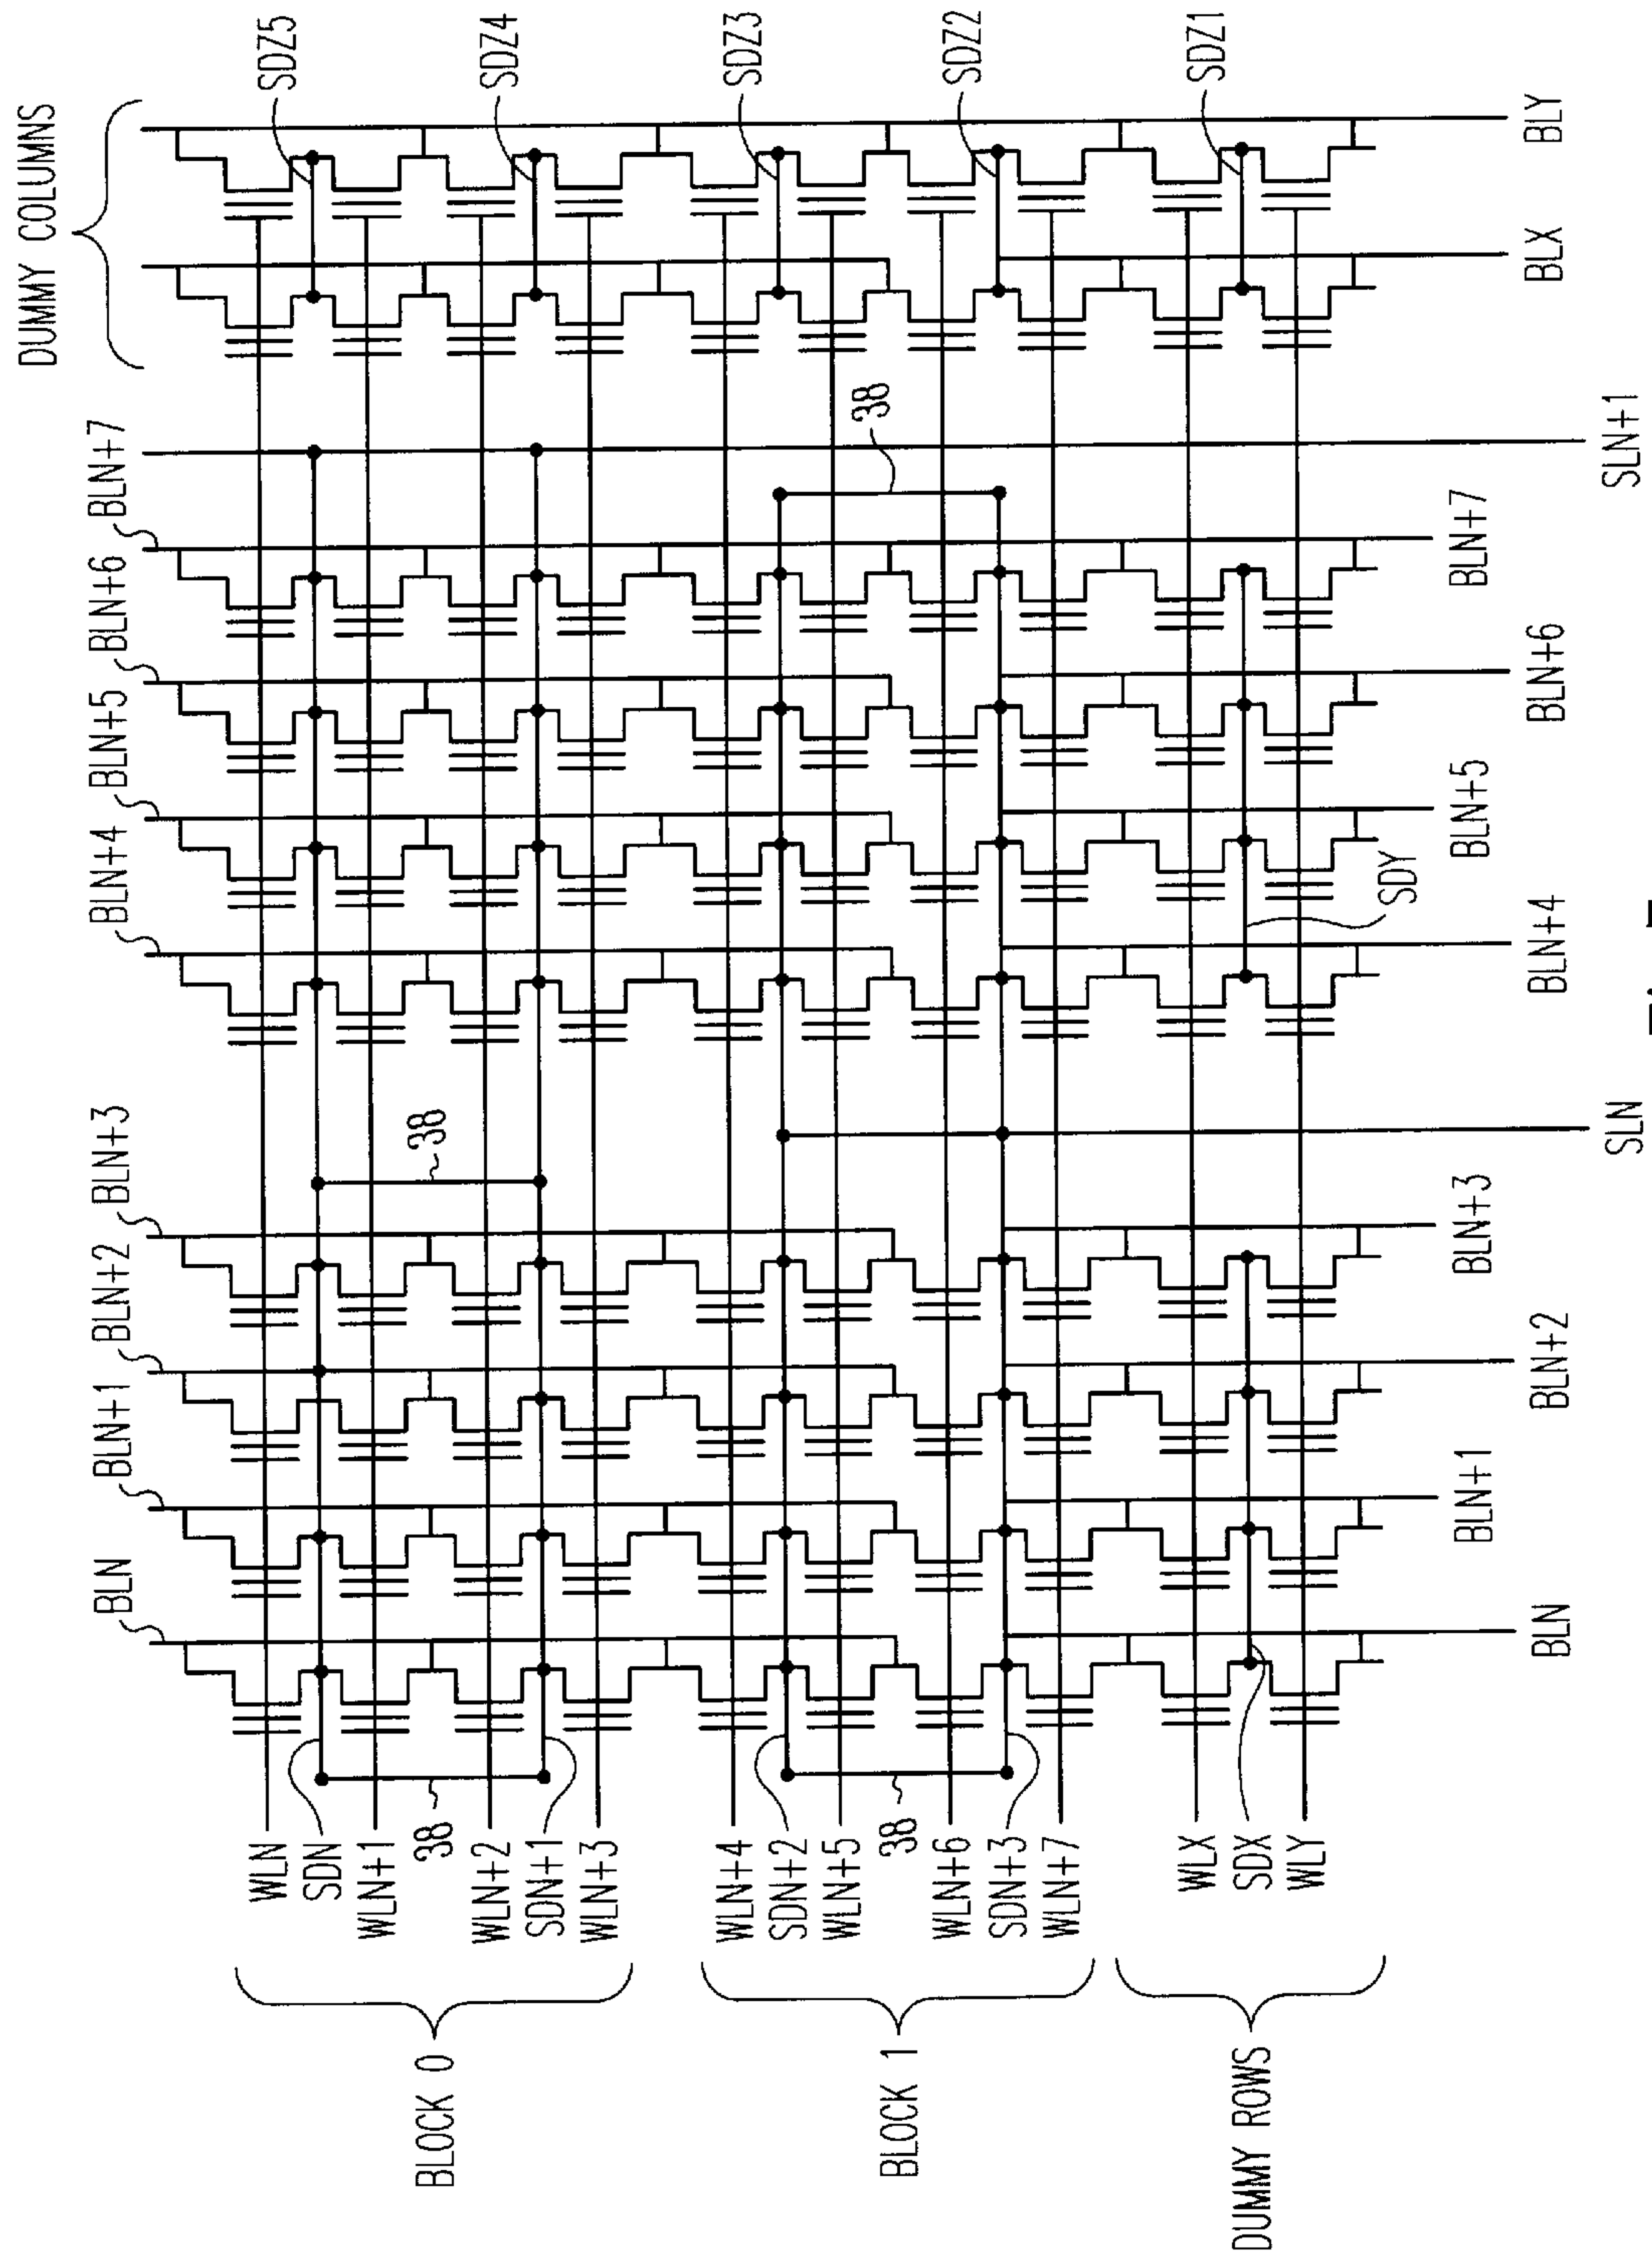 DUMMY COLUMNS
SDZ5
SDZ4
SDZ3
SDZ2
SDZ1
BLY
BLX
BLN+7
38
SLN+1
BLN+6
BLN+7
BLN+5
BLN+6
BLN+4
BLN+5
SDY
BLN+4
BLN+3
38
SLN
BLN+2
BLN+3
BLN+1
BLN+2
BLN
BLN+1
BLN
WLN
SDN
WLN+1
38
WLN+2
SDN+1
WLN+3
WLN+4
SDN+2
WLN+5
38
WLN+6
SDN+3
WLN+7
WLX
SDX
WLY
BLOCK 0
BLOCK 1
DUMMY ROWS